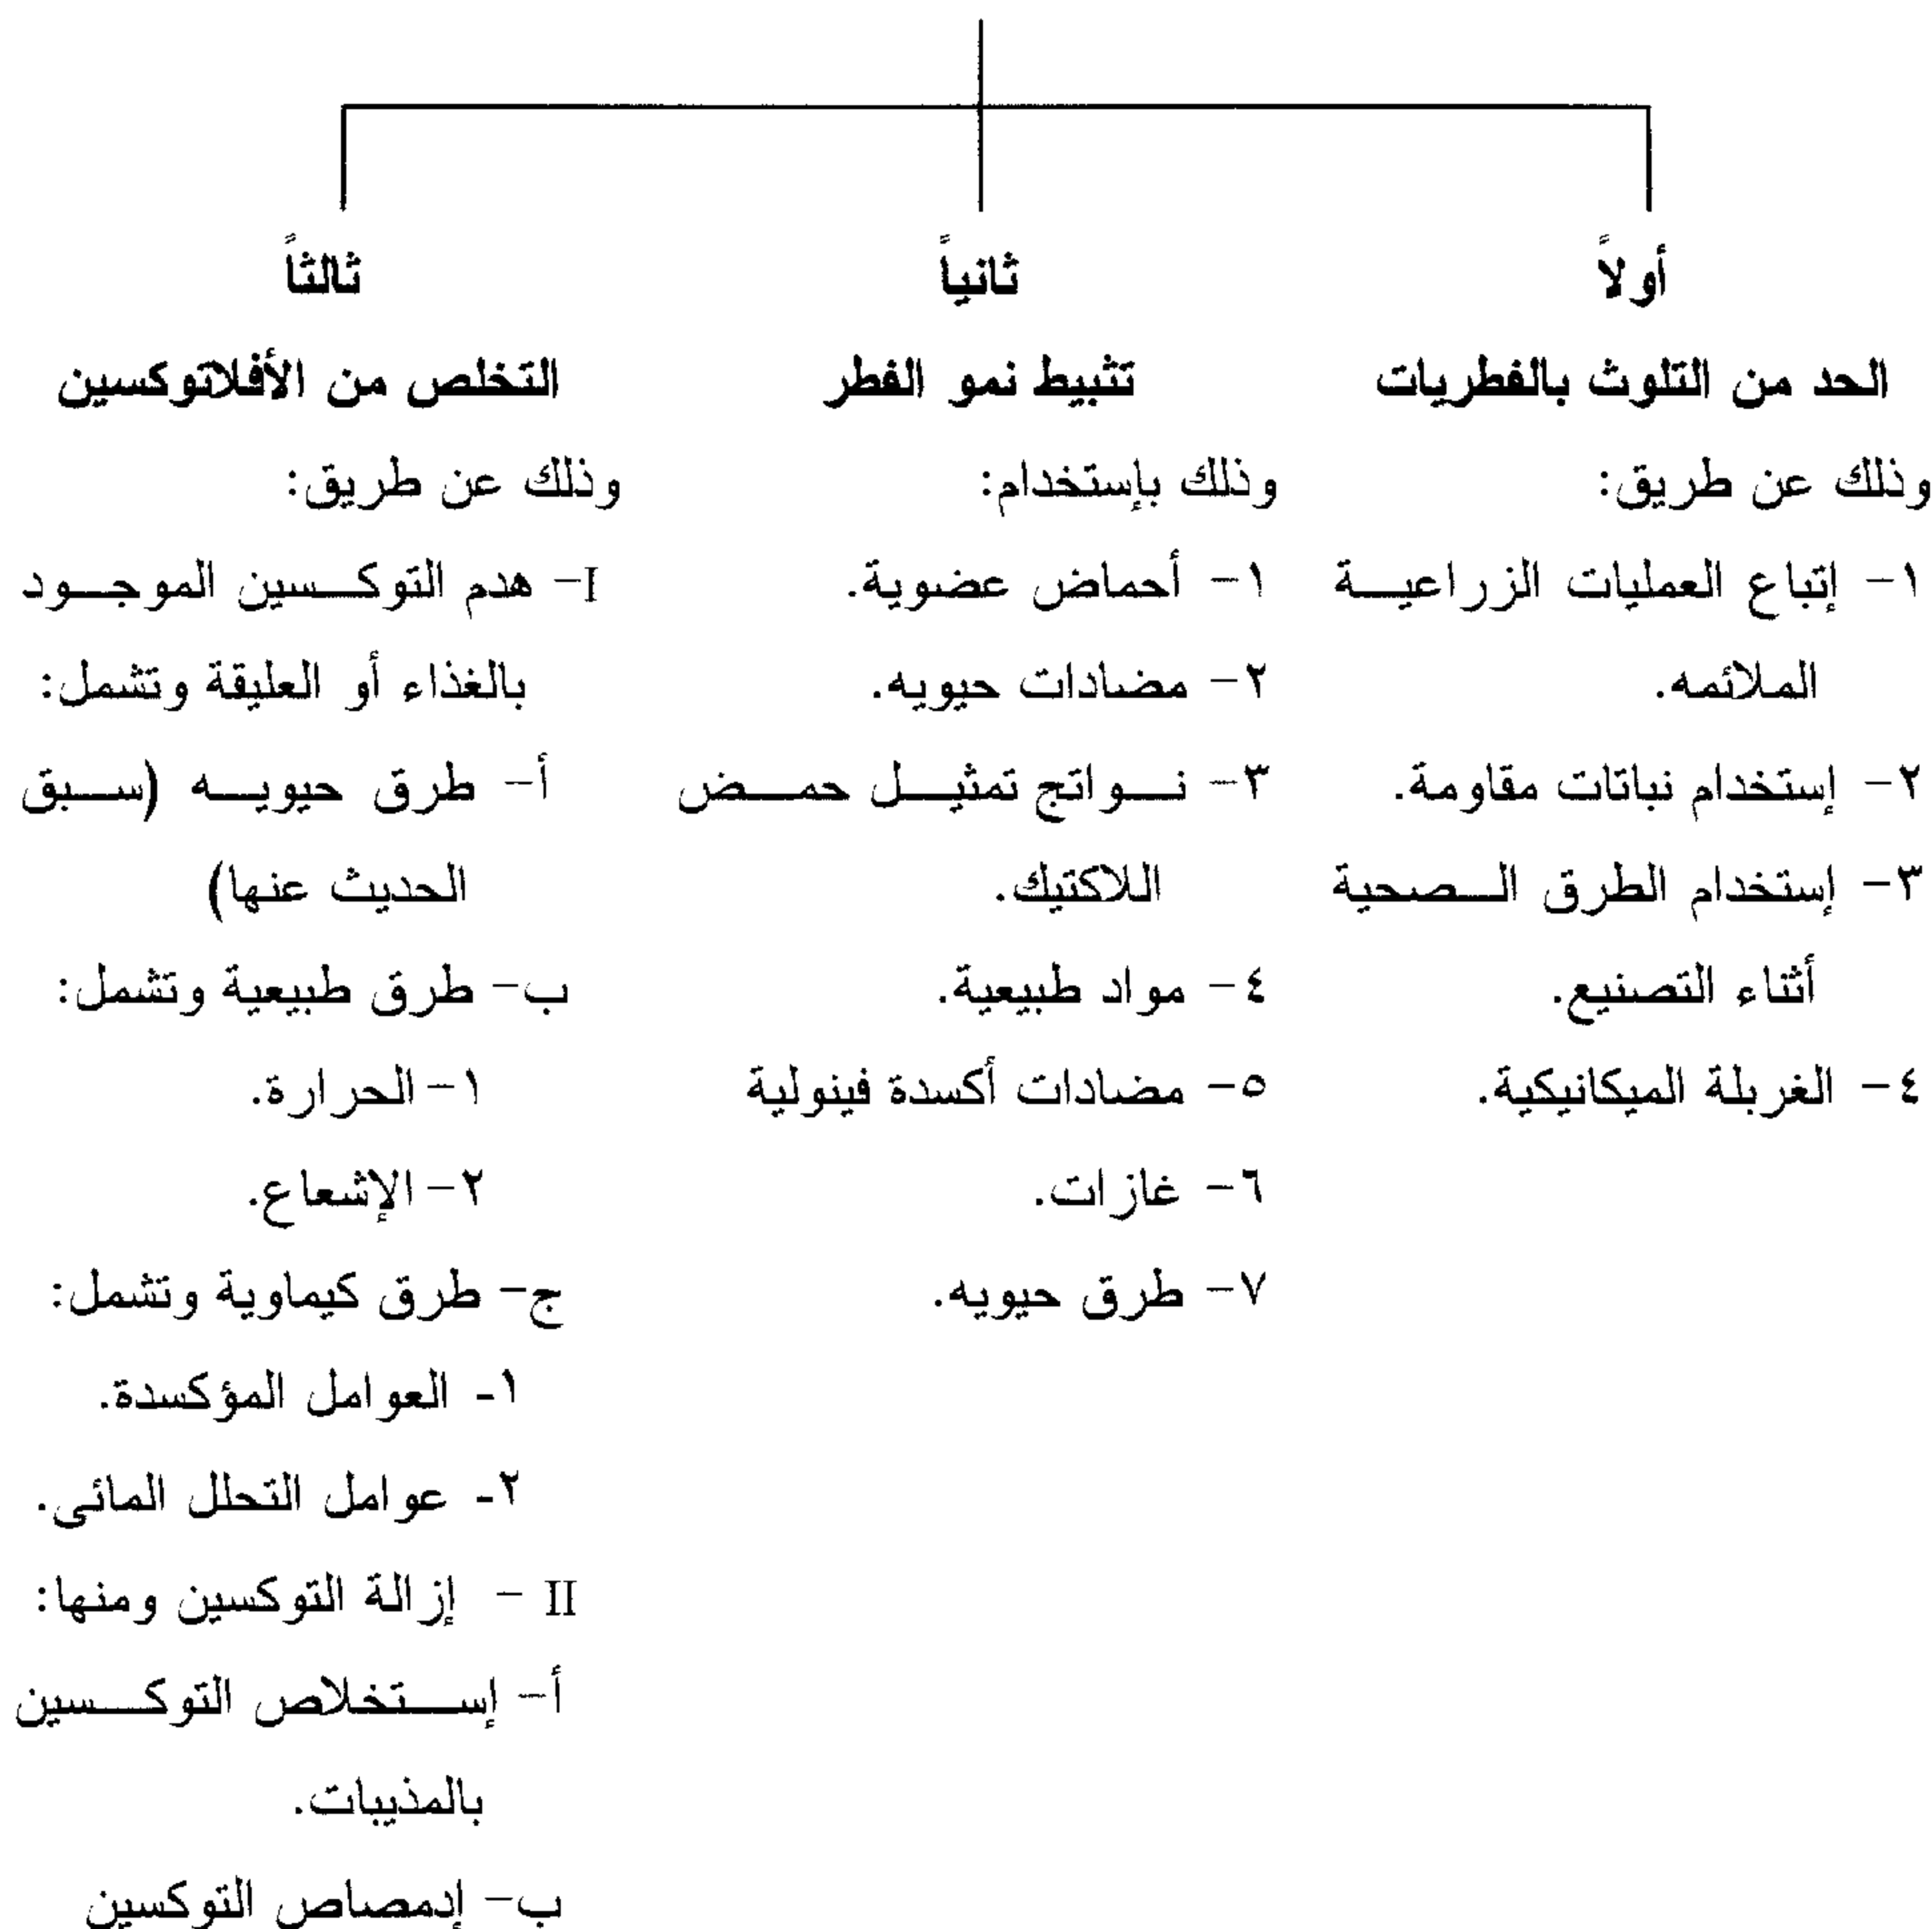 أولاً
الحد من التلوث بالفطريات
وذلك عن طريق:
١- إتباع العمليات الزراعية
الملائمه.
٢- إستخدام نباتات مقاومة.
٣- إستخدام الطرق الصحية
أثناء التصنيع.
٤- الغربلة الميكانيكية.
ثانياً
تثبيط نمو الفطر
وذلك بإستخدام:
١- أحماض عضوية.
٢- مضادات حيويه.
٣- نواتج تمثيل حمض
اللاكتيك.
٤- مواد طبيعية.
٥- مضادات أكسدة فينولية
٦- غازات.
٧- طرق حيويه.
ثالثاً
التخلص من الأفلاتوكسين
وذلك عن طريق:
I- هدم التوكسين الموجود
بالغذاء أو العليقة وتشمل:
أ- طرق حيويه (سبق
الحديث عنها)
ب- طرق طبيعية وتشمل:
١- الحرارة.
٢- الإشعاع.
ج- طرق كيماوية وتشمل:
١- العوامل المؤكسدة.
٢- عوامل التحلل المائى.
II - إزالة التوكسين ومنها:
أ- إستخلاص التوكسين
بالمذيبات.
ب- إدمصاص التوكسين